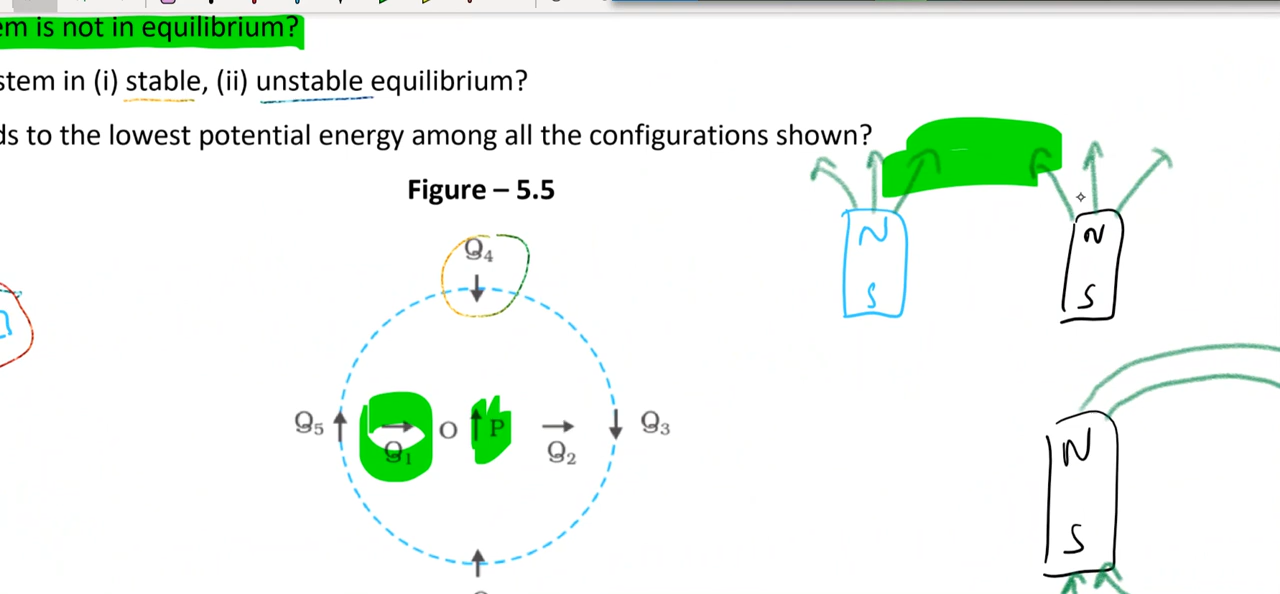 em is not in equilibrium?
stem in (i) stable, (ii) unstable equilibrium?
ds to the lowest potential energy among all the configurations shown?
Figure – 5.5
Q4
N
N
S
S
Q5
Q1
O
P
Q2
Q3
N
S